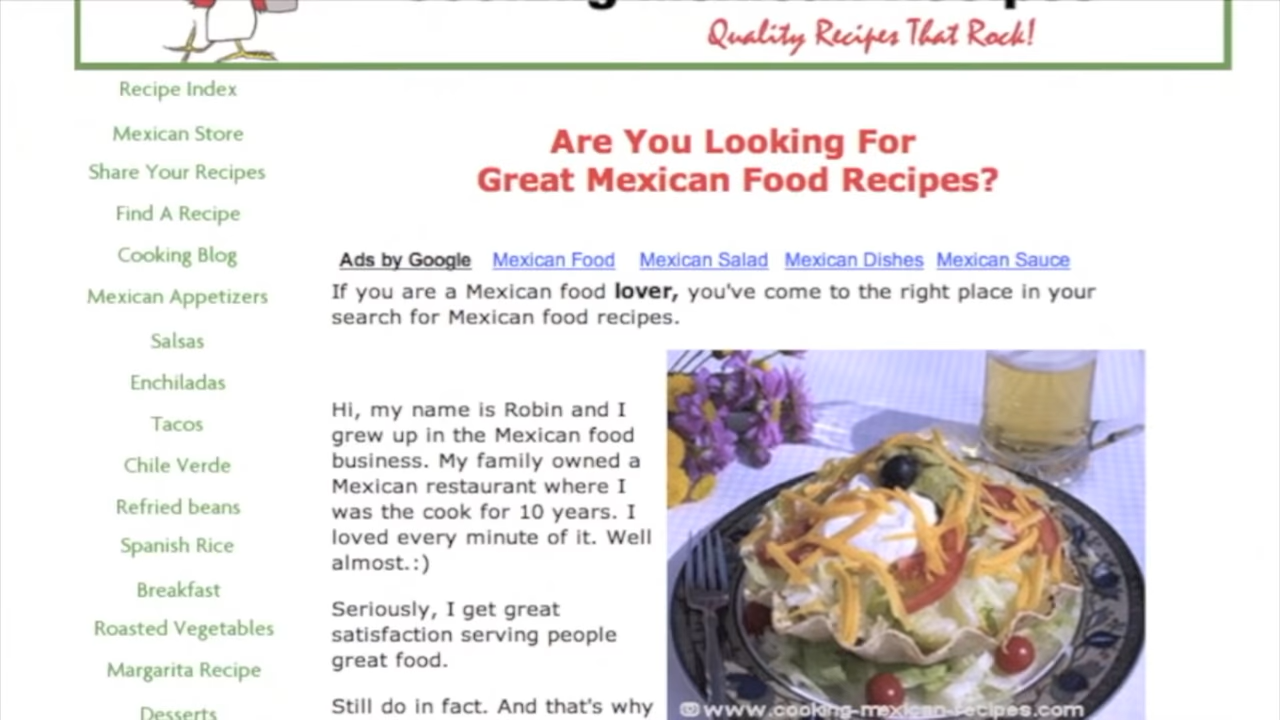 Cooking Mexican Recipes
Quality Recipes That Rock!
Recipe Index
Mexican Store
Share Your Recipes
Find A Recipe
Cooking Blog
Mexican Appetizers
Salsas
Enchiladas
Tacos
Chile Verde
Refried beans
Spanish Rice
Breakfast
Roasted Vegetables
Margarita Recipe
Desserts
Are You Looking For
Great Mexican Food Recipes?
Ads by Google Mexican Food Mexican Salad Mexican Dishes Mexican Sauce
If you are a Mexican food lover, you've come to the right place in your
search for Mexican food recipes.
Hi, my name is Robin and I
grew up in the Mexican food
business. My family owned a
Mexican restaurant where I
was the cook for 10 years. I
loved every minute of it. Well
almost.:)
Seriously, I get great
satisfaction serving people
great food.
Still do in fact. And that's why
©www.cooking-mexican-recipes.com